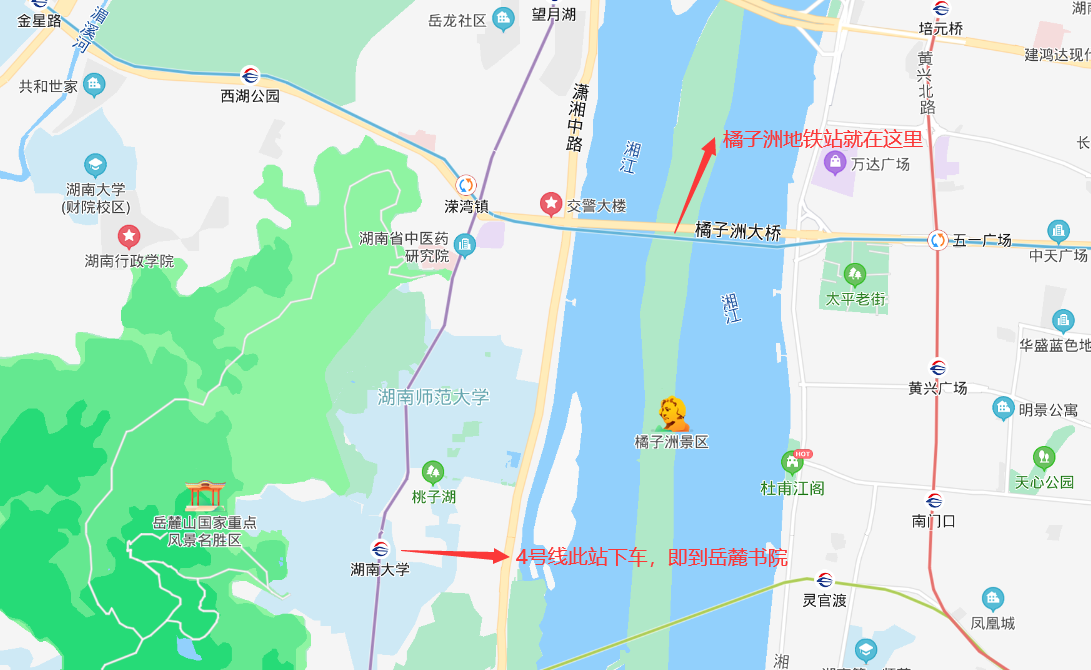 金星路
湄溪河
岳龙社区
望月湖
培元桥
湖南
共和世家
西湖公园
潇湘中路
黄兴北路
建鸿达现代
湘江
橘子洲地铁站就在这里
长
万达广场
湖南大学
(财院校区)
溁湾镇
交警大楼
橘子洲大桥
五一广场
中天广场
湖南省中医药
研究院
湖南行政学院
湘江
太平老街
华盛蓝色地
湖南师范大学
黄兴广场
明景公寓
橘子洲景区
HOT
杜甫江阁
天心公园
桃子湖
岳麓山国家重点
风景名胜区
南门口
湖南大学
4号线此站下车，即到岳麓书院
灵官渡
凤凰城
湘